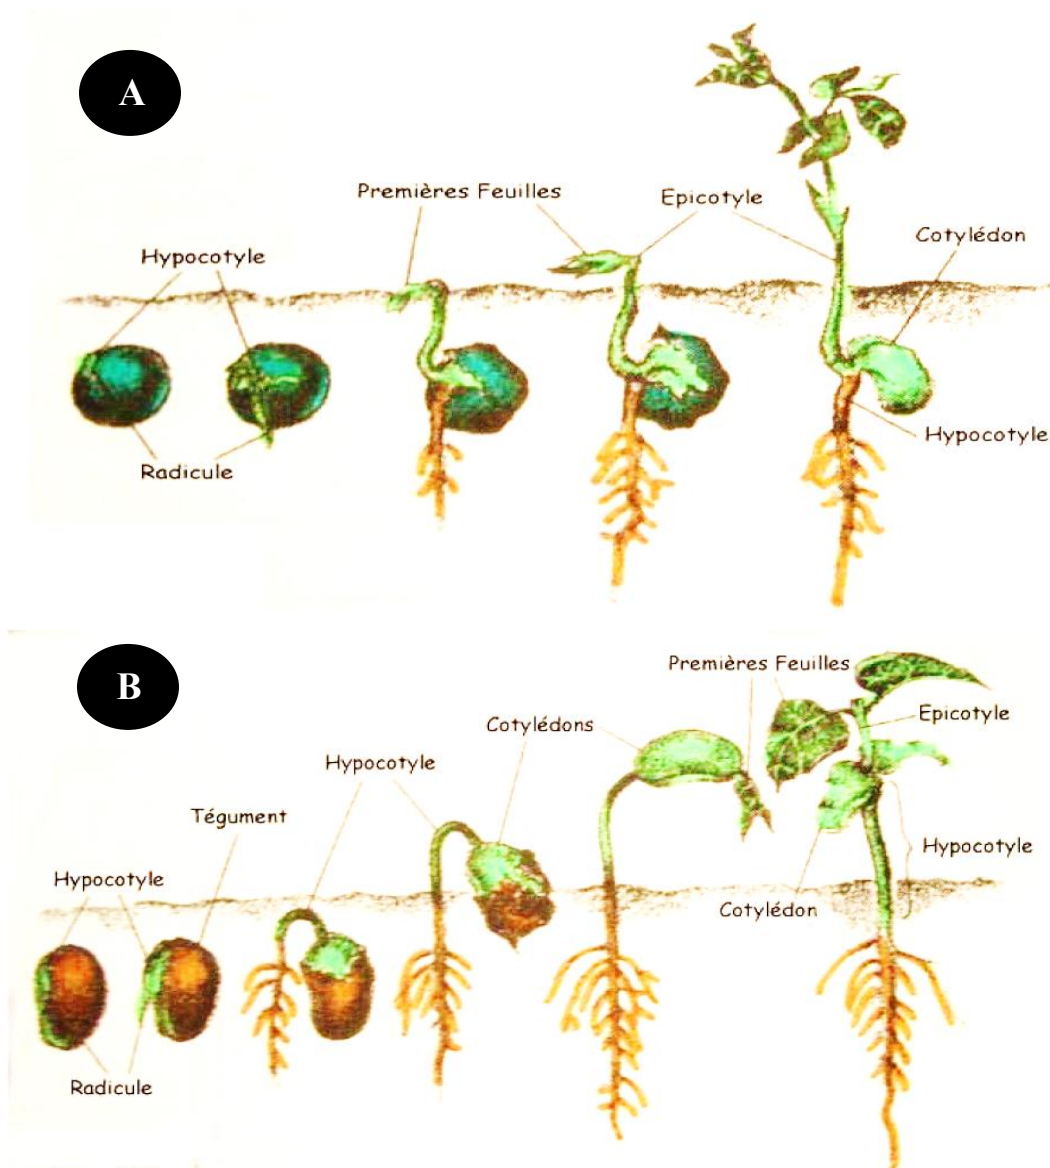 A
Premières Feuilles
Epicotyle
Cotylédon
Hypocotyle
Radicule
Hypocotyle
B
Premières Feuilles
Epicotyle
Cotylédons
Hypocotyle
Tégument
Hypocotyle
Hypocotyle
Cotylédon
Radicule